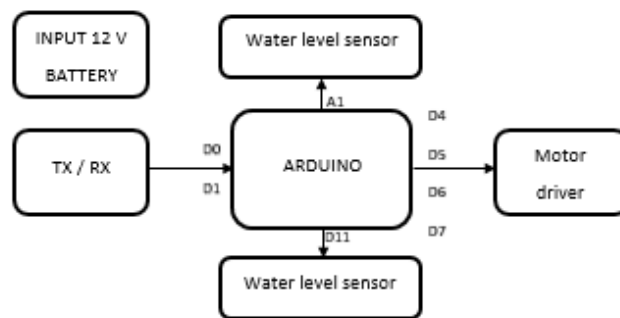 INPUT 12 V
BATTERY
Water level sensor
A1
D4
TX / RX
D0
D1
ARDUINO
D5
D6
D7
Motor
driver
D11
Water level sensor